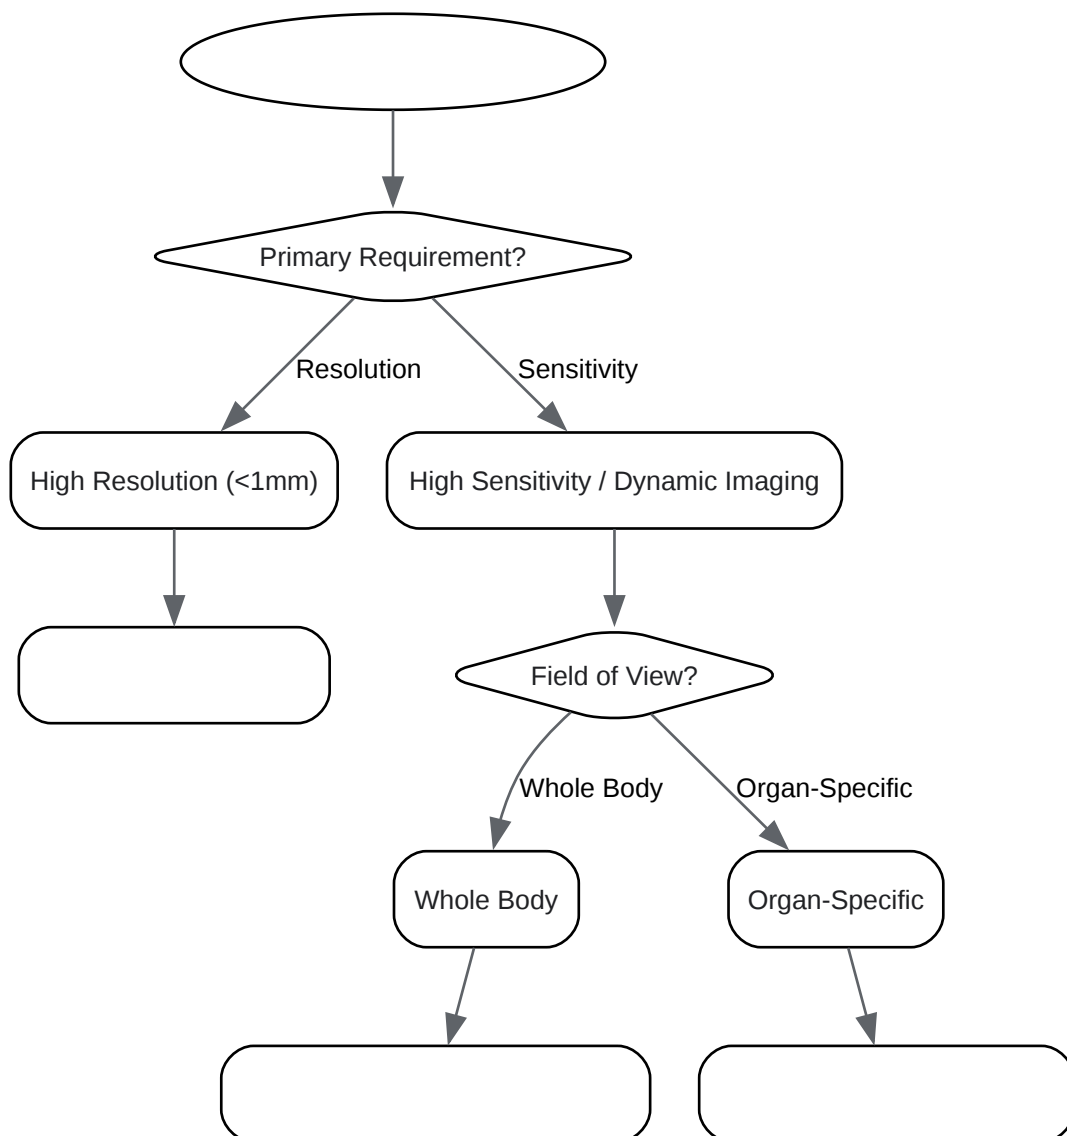 Primary Requirement?
Resolution
Sensitivity
High Resolution (<1mm)
High Sensitivity / Dynamic Imaging
Field of View?
Whole Body
Organ-Specific
Whole Body
Organ-Specific